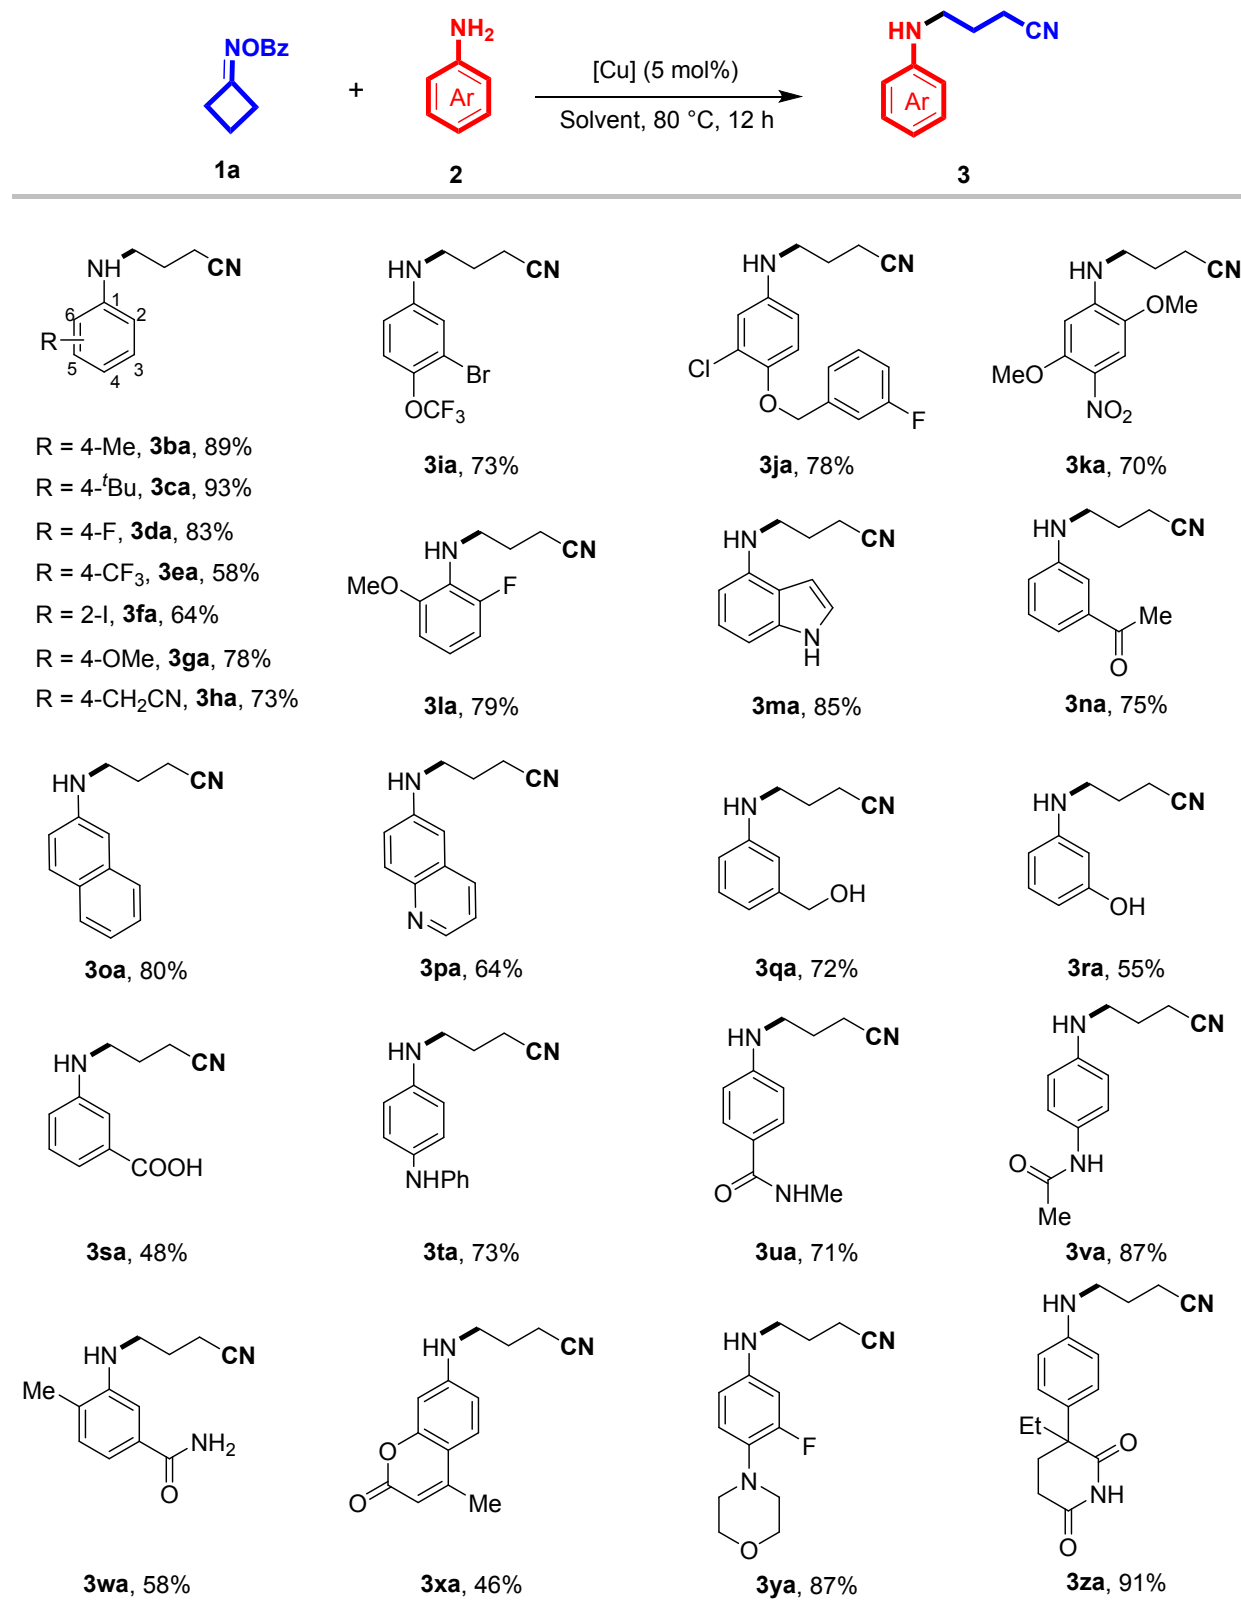 NOBz
1a
+
NH2
Ar
2
[Cu] (5 mol%)
Solvent, 80 °C, 12 h
HN
CN
Ar
3
NH
CN
R
1
2
3
4
5
6
R = 4-Me, 3ba, 89%
R = 4-tBu, 3ca, 93%
R = 4-F, 3da, 83%
R = 4-CF3, 3ea, 58%
R = 2-I, 3fa, 64%
R = 4-OMe, 3ga, 78%
R = 4-CH2CN, 3ha, 73%
HN
CN
Br
OCF3
3ia, 73%
HN
CN
Cl
O
F
3ja, 78%
HN
CN
OMe
MeO
NO2
3ka, 70%
HN
CN
MeO
F
3la, 79%
HN
CN
N
H
3ma, 85%
HN
CN
Me
O
3na, 75%
HN
CN
3oa, 80%
HN
CN
N
3pa, 64%
HN
CN
OH
3qa, 72%
HN
CN
OH
3ra, 55%
HN
CN
COOH
3sa, 48%
HN
CN
NHPh
3ta, 73%
HN
CN
O
NHMe
3ua, 71%
HN
CN
O
NH
Me
3va, 87%
HN
CN
Me
NH2
O
3wa, 58%
HN
CN
O
O
Me
3xa, 46%
HN
CN
F
N
O
3ya, 87%
HN
CN
Et
O
NH
O
3za, 91%